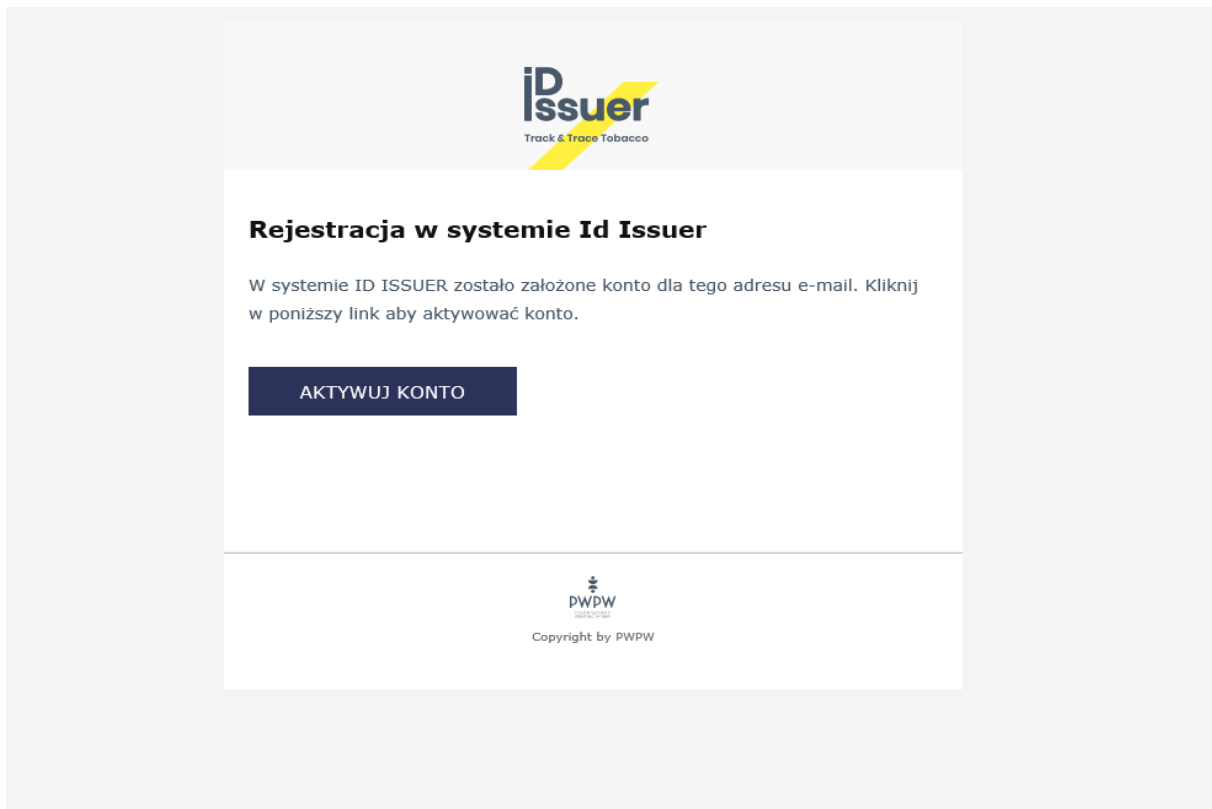 iD
Issuer
Track & Trace Tobacco
Rejestracja w systemie Id Issuer
W systemie ID ISSUER zostało założone konto dla tego adresu e-mail. Kliknij
w poniższy link aby aktywować konto.
AKTYWUJ KONTO
PWPW
Copyright by PWPW